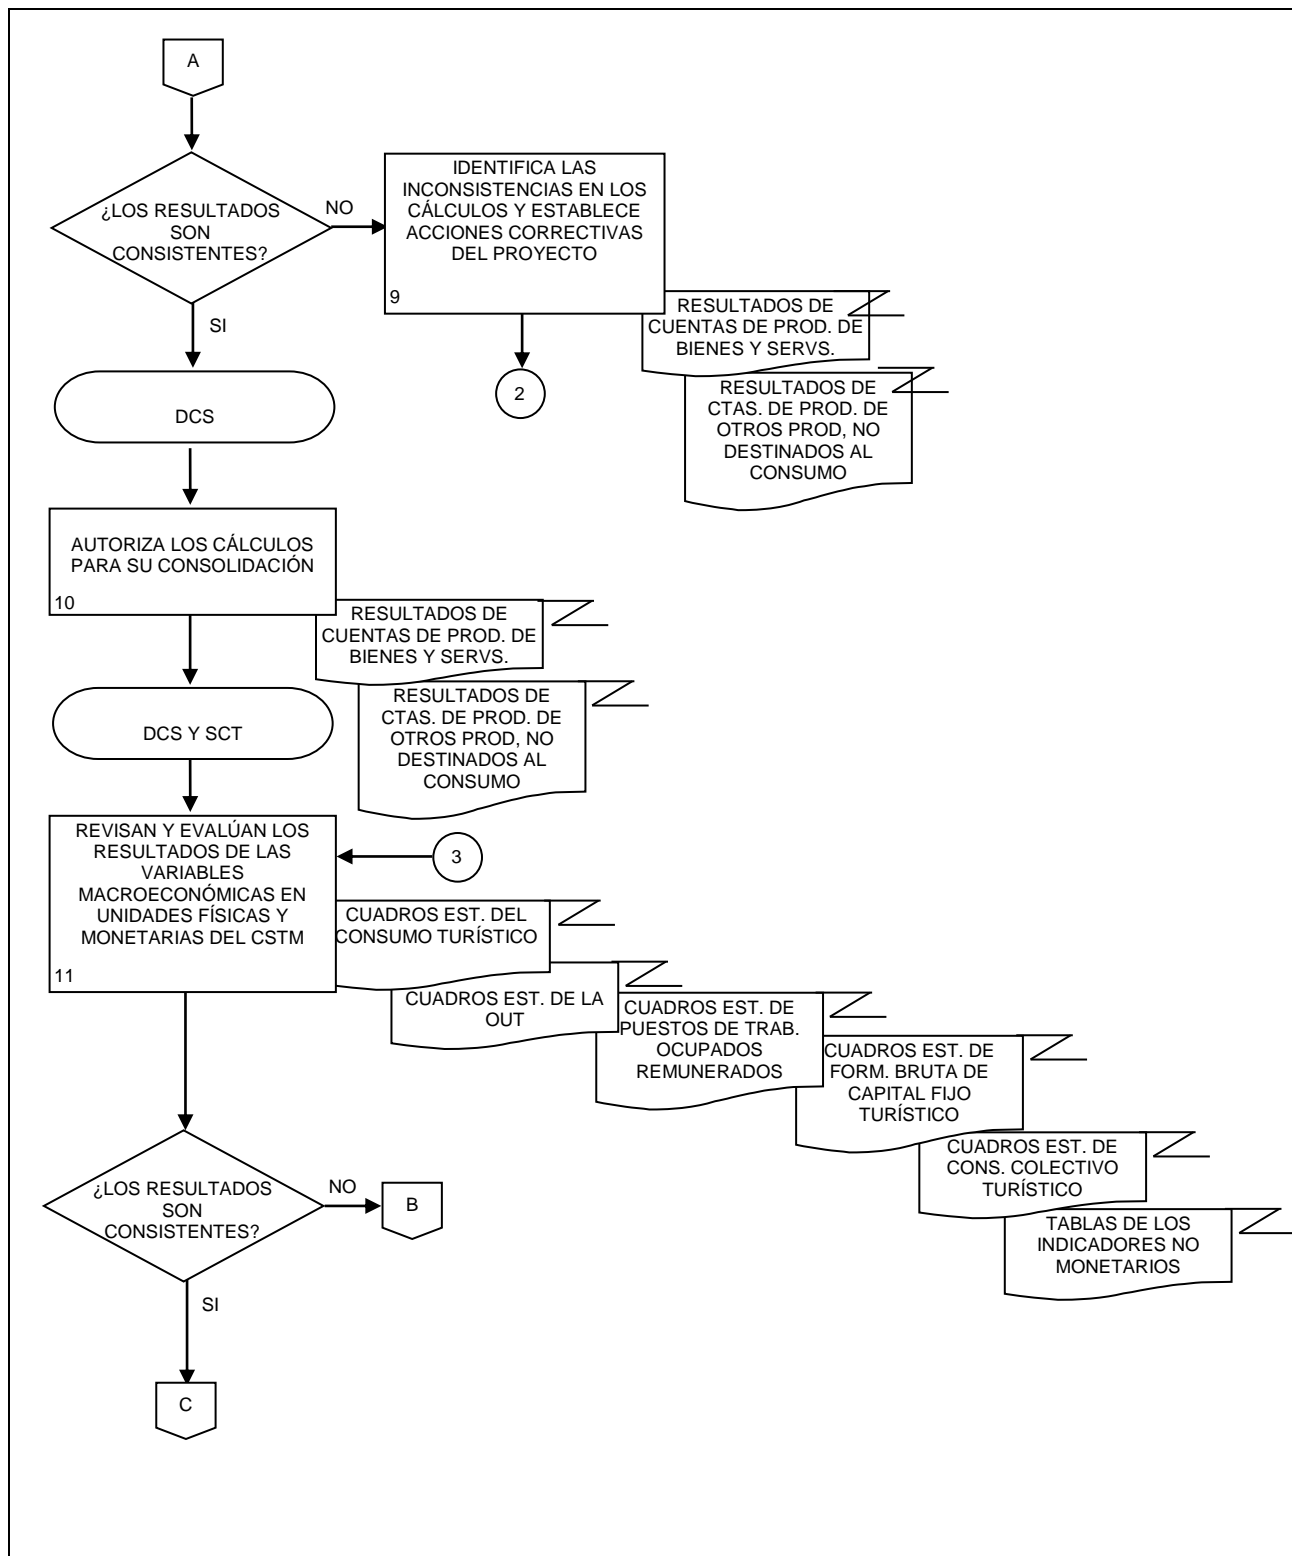 A
¿LOS RESULTADOS
SON
CONSISTENTES?
NO
SI
IDENTIFICA LAS
INCONSISTENCIAS EN LOS
CÁLCULOS Y ESTABLECE
ACCIONES CORRECTIVAS
DEL PROYECTO
9
RESULTADOS DE
CUENTAS DE PROD. DE
BIENES Y SERVS.
RESULTADOS DE
CTAS. DE PROD. DE
OTROS PROD, NO
DESTINADOS AL
CONSUMO
2
DCS
AUTORIZA LOS CÁLCULOS
PARA SU CONSOLIDACIÓN
10
RESULTADOS DE
CUENTAS DE PROD. DE
BIENES Y SERVS.
RESULTADOS DE
CTAS. DE PROD. DE
OTROS PROD, NO
DESTINADOS AL
CONSUMO
DCS Y SCT
REVISAN Y EVALÚAN LOS
RESULTADOS DE LAS
VARIABLES
MACROECONÓMICAS EN
UNIDADES FÍSICAS Y
MONETARIAS DEL CSTM
11
3
CUADROS EST. DEL
CONSUMO TURÍSTICO
CUADROS EST. DE LA
OUT
CUADROS EST. DE
PUESTOS DE TRAB.
OCUPADOS
REMUNERADOS
CUADROS EST. DE
FORM. BRUTA DE
CAPITAL FIJO
TURÍSTICO
CUADROS EST. DE
CONS. COLECTIVO
TURÍSTICO
TABLAS DE LOS
INDICADORES NO
MONETARIOS
¿LOS RESULTADOS
SON
CONSISTENTES?
NO
B
SI
C